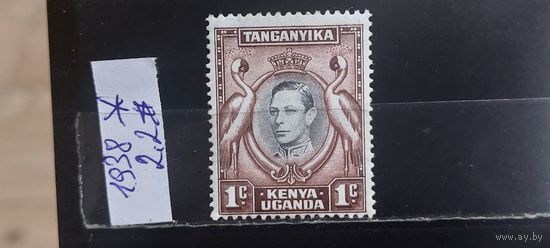 1938 *
2.2#
TANGANYIKA
1C · KENYA · 1C
UGANDA
www.ay.by